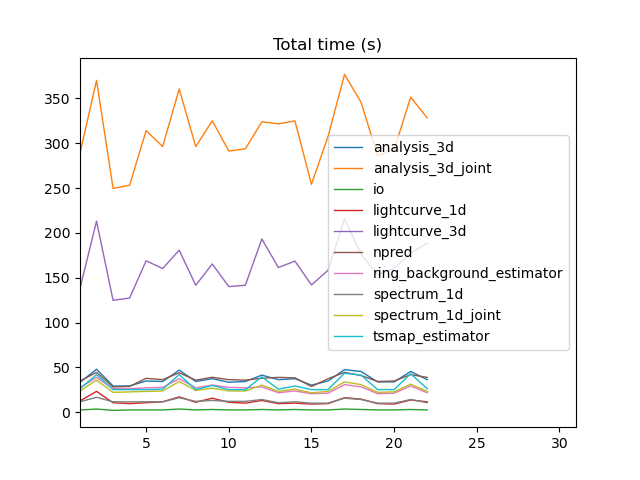 Total time (s)
350
300
250
200
150
100
50
0
5
10
15
20
25
30
analysis_3d
analysis_3d_joint
io
lightcurve_1d
lightcurve_3d
npred
ring_background_estimator
spectrum_1d
spectrum_1d_joint
tsmap_estimator